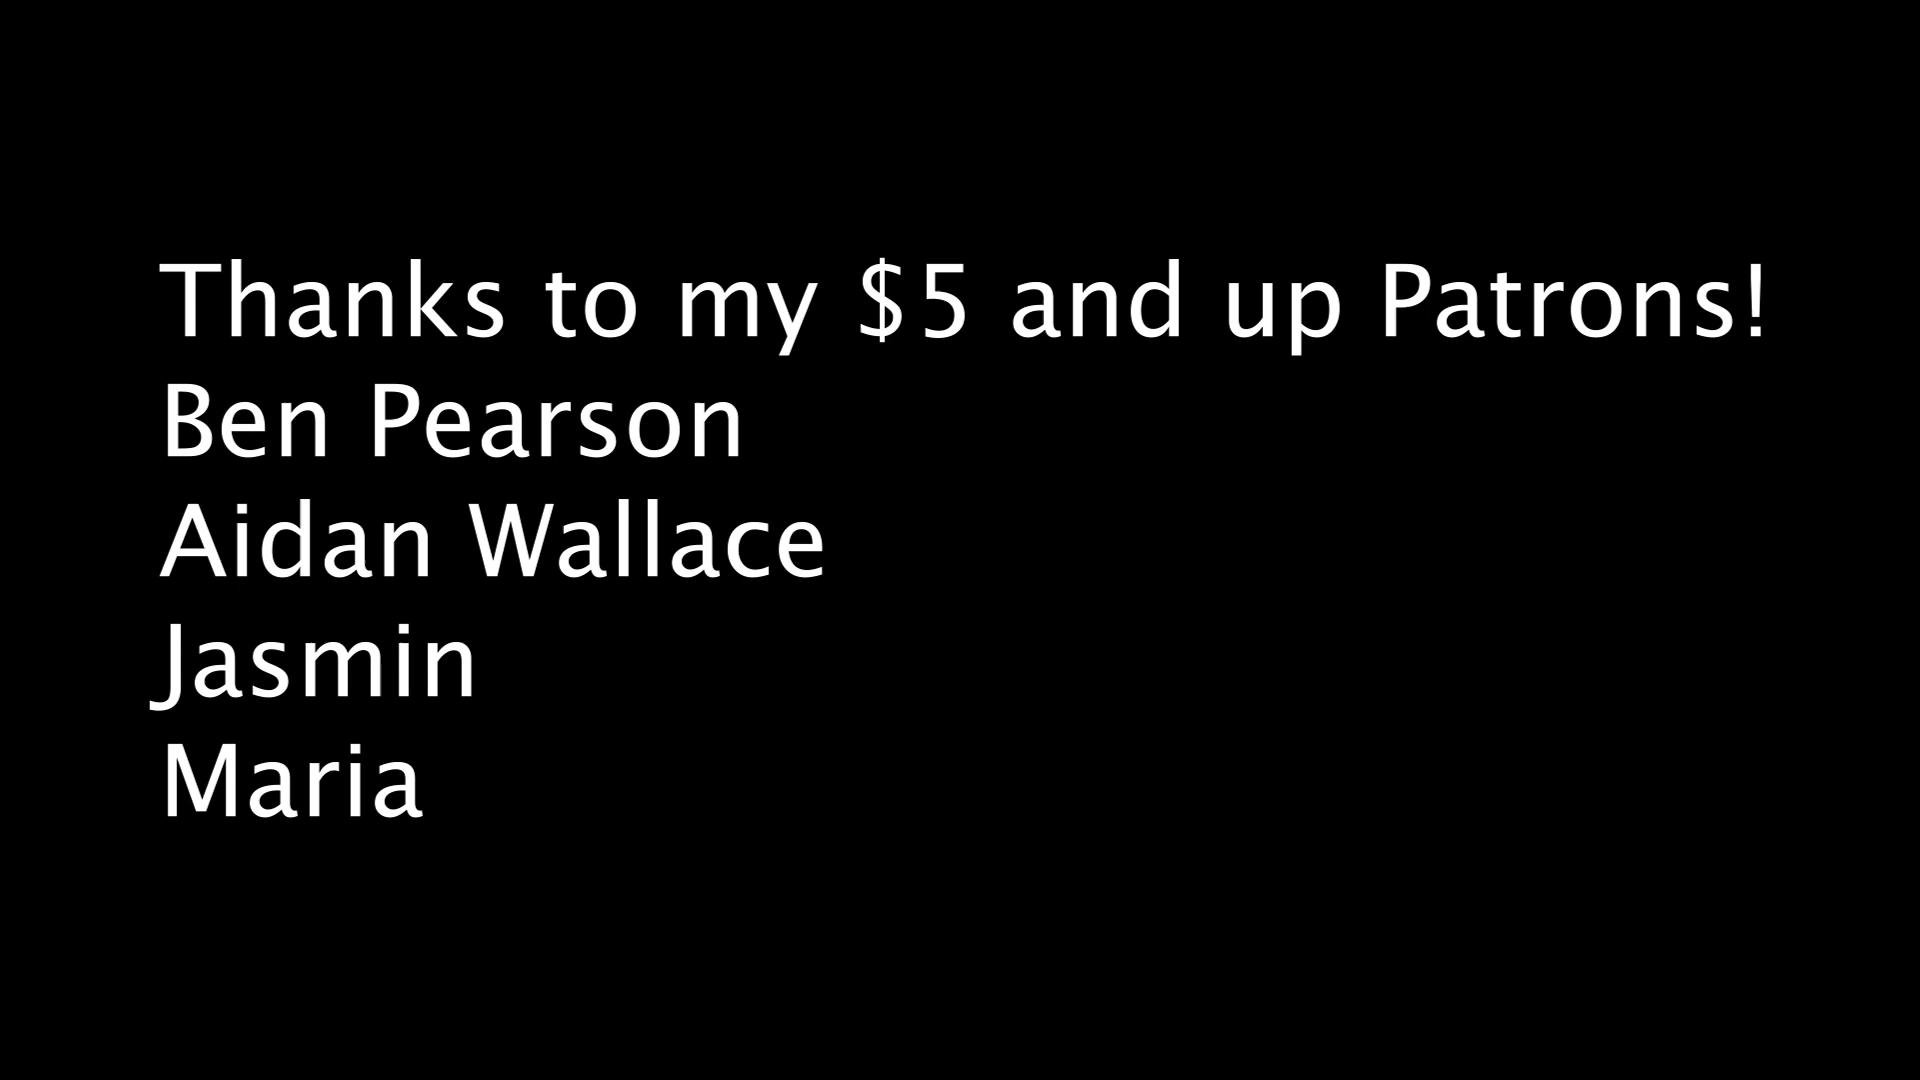 Thanks to my $5 and up Patrons!
Ben Pearson
Aidan Wallace
Jasmin
Maria